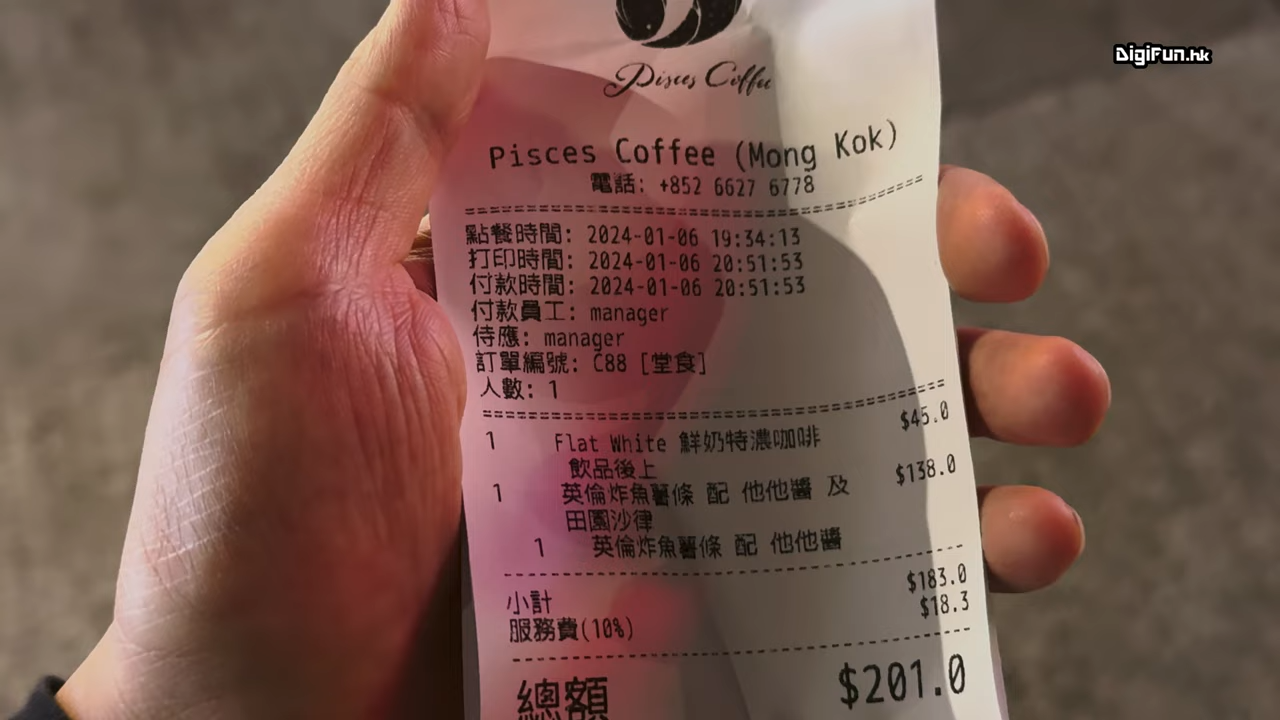 DigiFun.hk
Pisces Coffee
Pisces Coffee (Mong Kok)
電話: +852 6627 6778
點餐時間: 2024-01-06 19:34:13
打印時間: 2024-01-06 20:51:53
付款時間: 2024-01-06 20:51:53
付款員工: manager
侍應: manager
訂單編號: C88 [堂食]
人數: 1
1 Flat White 鮮奶特濃咖啡 $45.0
飲品後上
1 英倫炸魚薯條 配 他他醬 及 $138.0
田園沙律
1 英倫炸魚薯條 配 他他醬
小計 $183.0
服務費(10%) $18.3
總額 $201.0